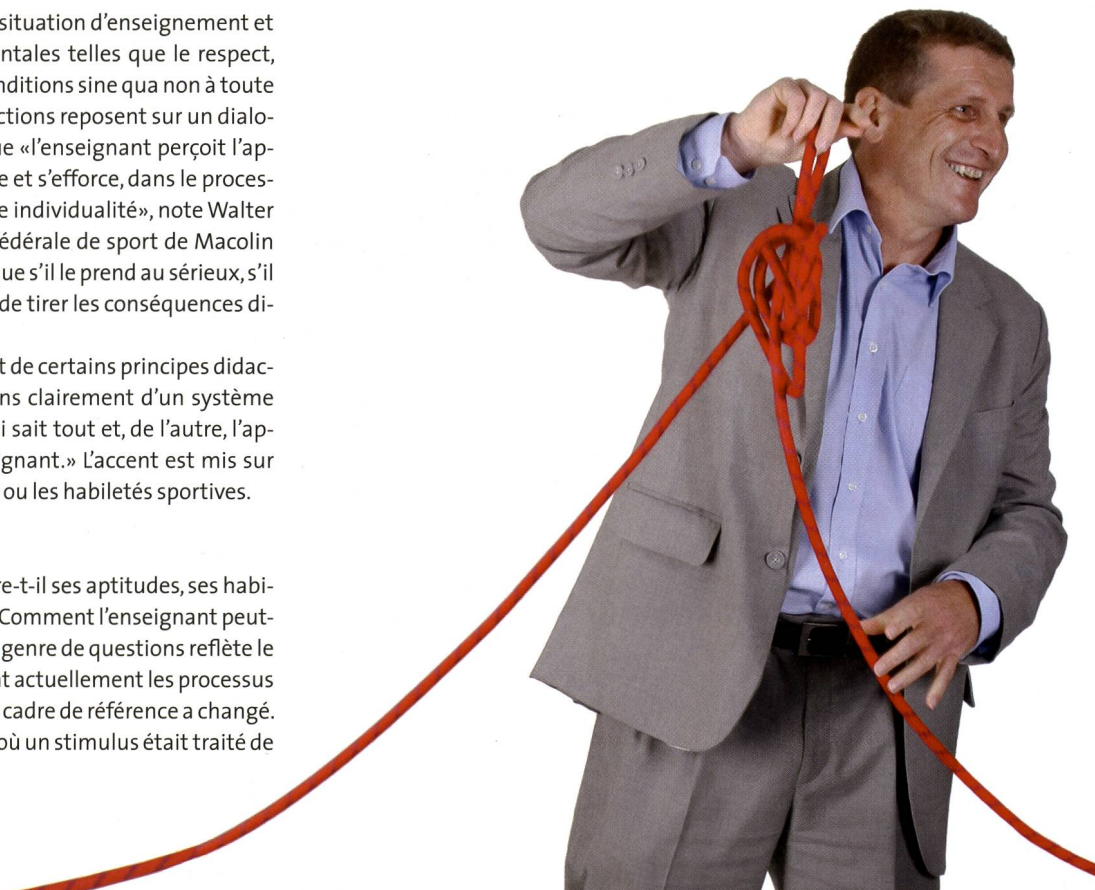 situation d'enseignement et
ntales telles que le respect,
nditions sine qua non à toute
ctions reposent sur un dialo-
ue «l'enseignant perçoit l'ap-
e et s'efforce, dans le proces-
e individualité», note Walter
édérale de sport de Macolin
ue s'il le prend au sérieux, s'il
de tirer les conséquences di-
t de certains principes didac-
ns clairement d'un système
i sait tout et, de l'autre, l'ap-
gnant.» L'accent est mis sur
ou les habiletés sportives.
re-t-il ses aptitudes, ses habi-
Comment l'enseignant peut-
genre de questions reflète le
nt actuellement les processus
cadre de référence a changé.
où un stimulus était traité de